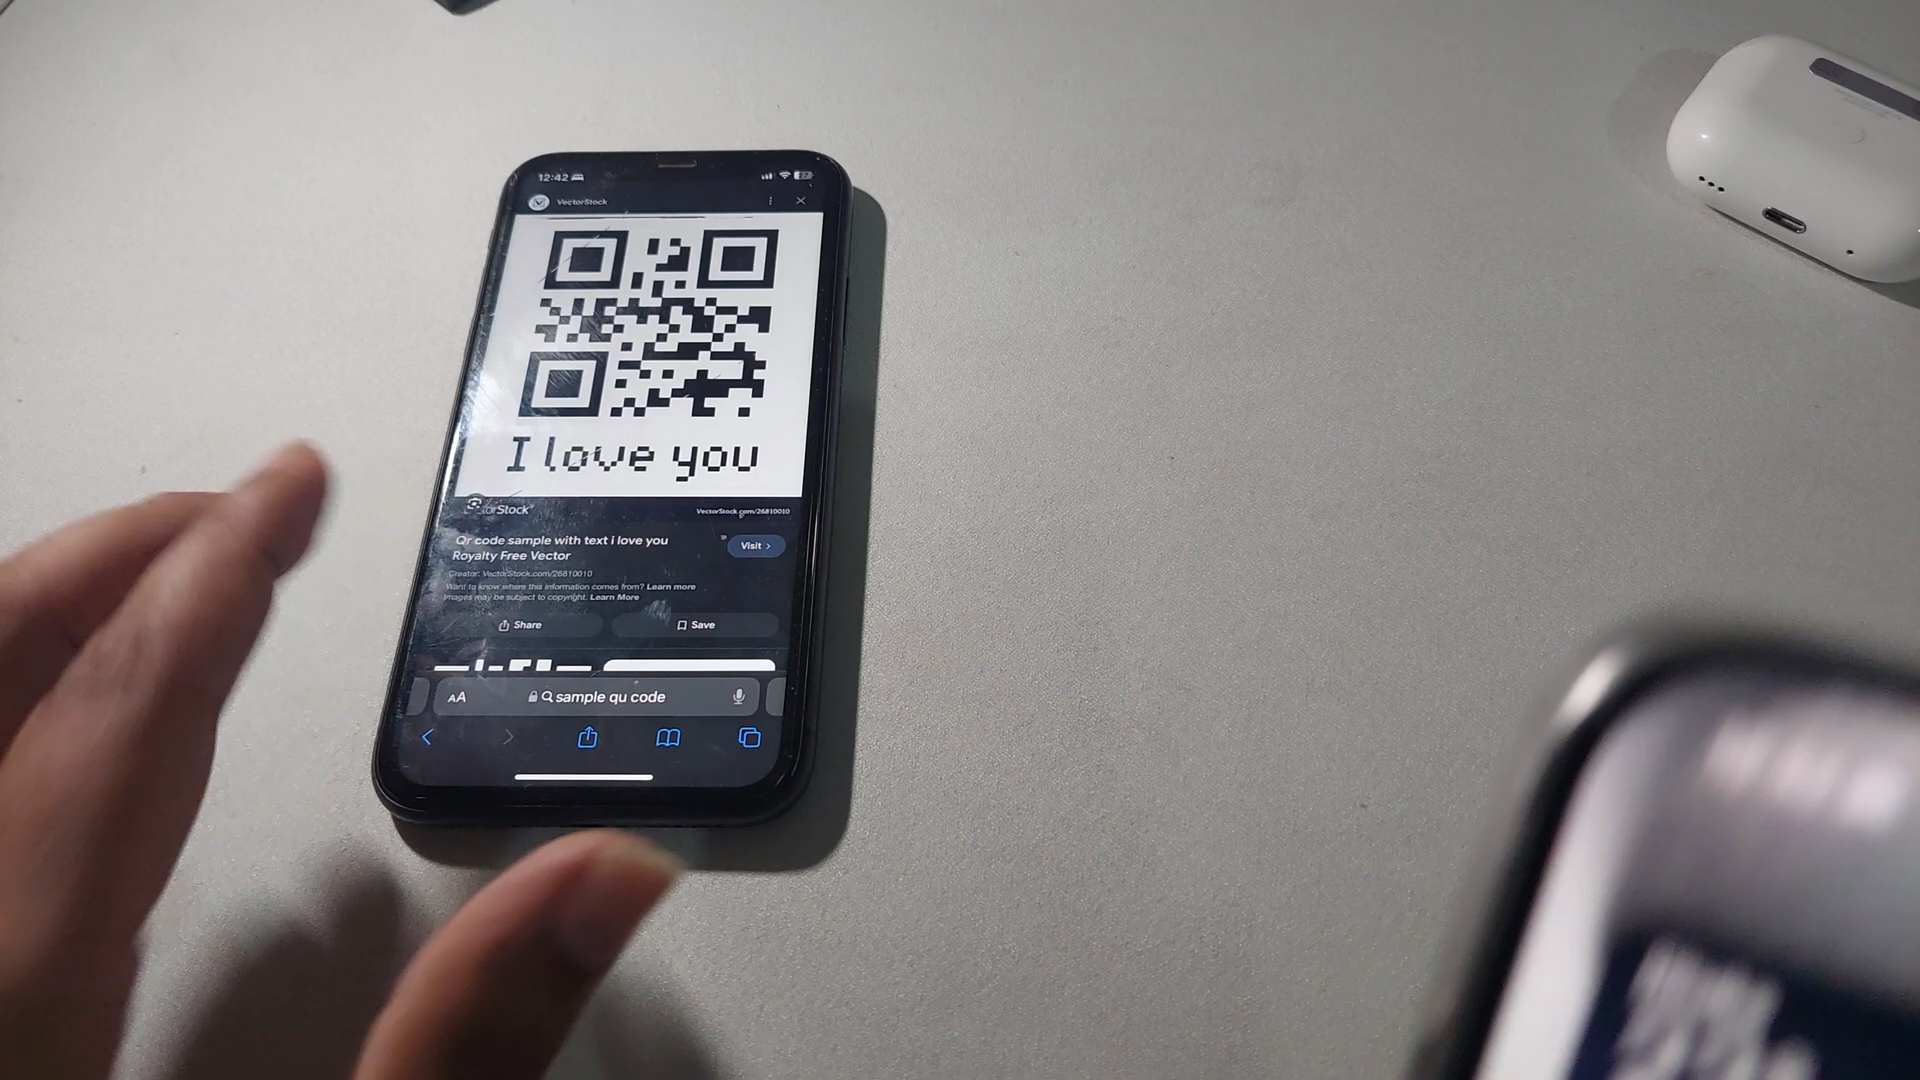 12:42
27
VectorStock
I love you
VectorStock.com/26810010
Qr code sample with text i love you
Royalty Free Vector
Visit >
Creator: VectorStock.com/26810010
Want to know where this information comes from? Learn more
Images may be subject to copyright. Learn More
Share
Save
AA
sample qu code